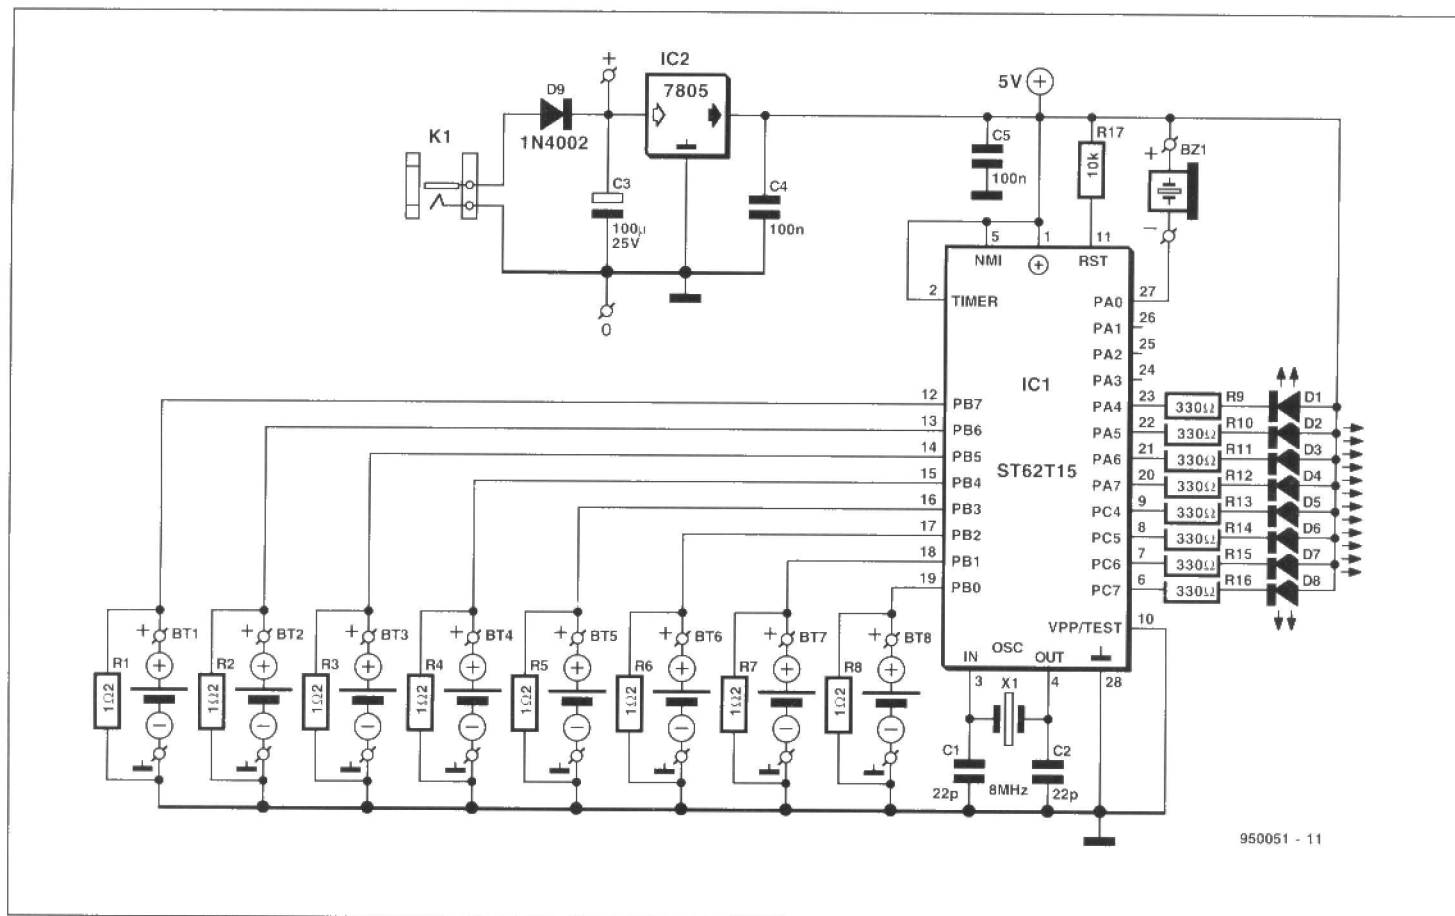 IC2
+
5V
D9
7805
K1
1N4002
C5
R17
BZ1
+
10k
C3
C4
100n
100µ
25V
100n
–
5
1
11
NMI
RST
2
TIMER
PA0
27
0
PA1
26
PA2
25
PA3
24
IC1
12
PB7
PA4
23
330Ω
R9
D1
13
PB6
PA5
22
330Ω
R10
D2
14
PB5
PA6
21
330Ω
R11
D3
ST62T15
15
PB4
PA7
20
330Ω
R12
D4
16
PB3
PC4
9
330Ω
R13
D5
17
PB2
PC5
8
330Ω
R14
D6
18
PB1
PC6
7
330Ω
R15
D7
19
PB0
PC7
6
330Ω
R16
D8
VPP/TEST
10
+ BT1
+ BT2
+ BT3
+ BT4
+ BT5
+ BT6
+ BT7
+ BT8
OSC
IN
OUT
R1
R2
R3
R4
R5
R6
R7
R8
3
X1
4
28
1Ω2
1Ω2
1Ω2
1Ω2
1Ω2
1Ω2
1Ω2
1Ω2
C1
C2
22p
8MHz
22p
950051 - 11